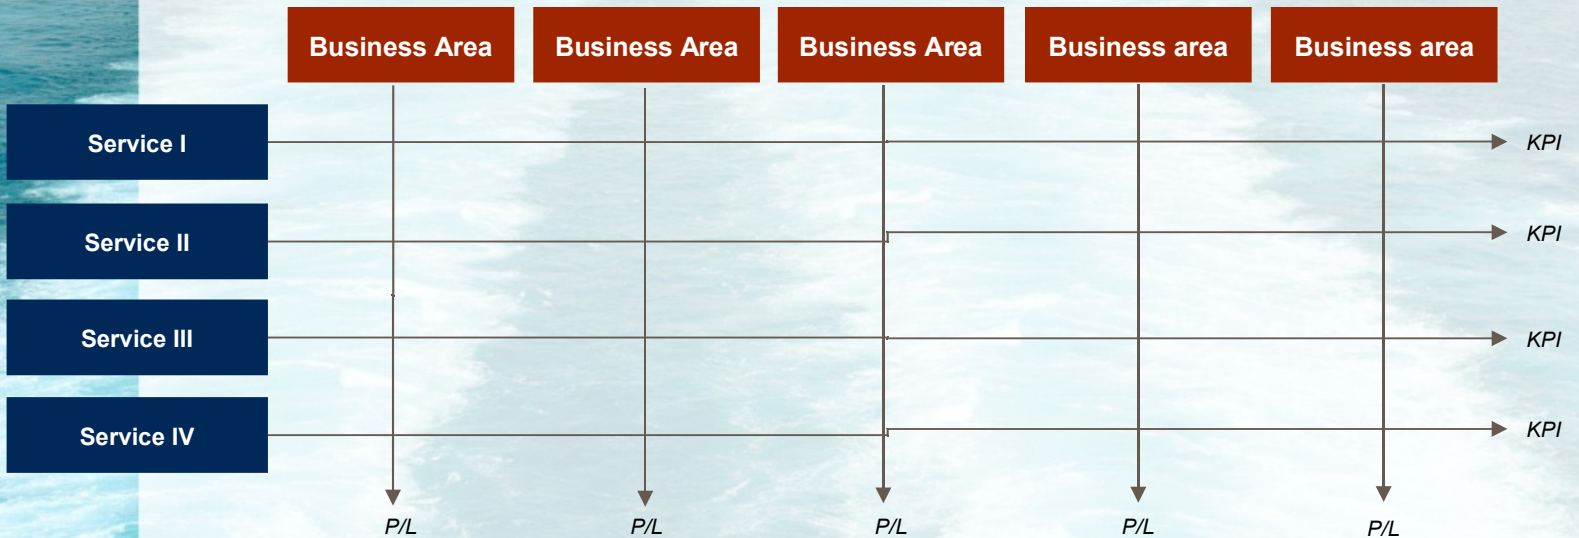 Business Area
Business Area
Business Area
Business area
Business area
Service I
KPI
Service II
KPI
Service III
KPI
Service IV
KPI
P/L
P/L
P/L
P/L
P/L